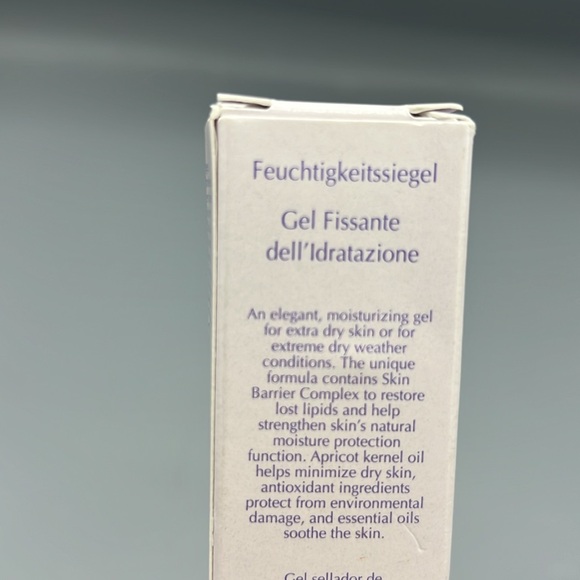 Feuchtigkeitssiegel
Gel Fissante
dell'Idratazione
An elegant, moisturizing gel
for extra dry skin or for
extreme dry weather
conditions. The unique
formula contains Skin
Barrier Complex to restore
lost lipids and help
strengthen skin's natural
moisture protection
function. Apricot kernel oil
helps minimize dry skin,
antioxidant ingredients
protect from environmental
damage, and essential oils
soothe the skin.
Gel sellador de